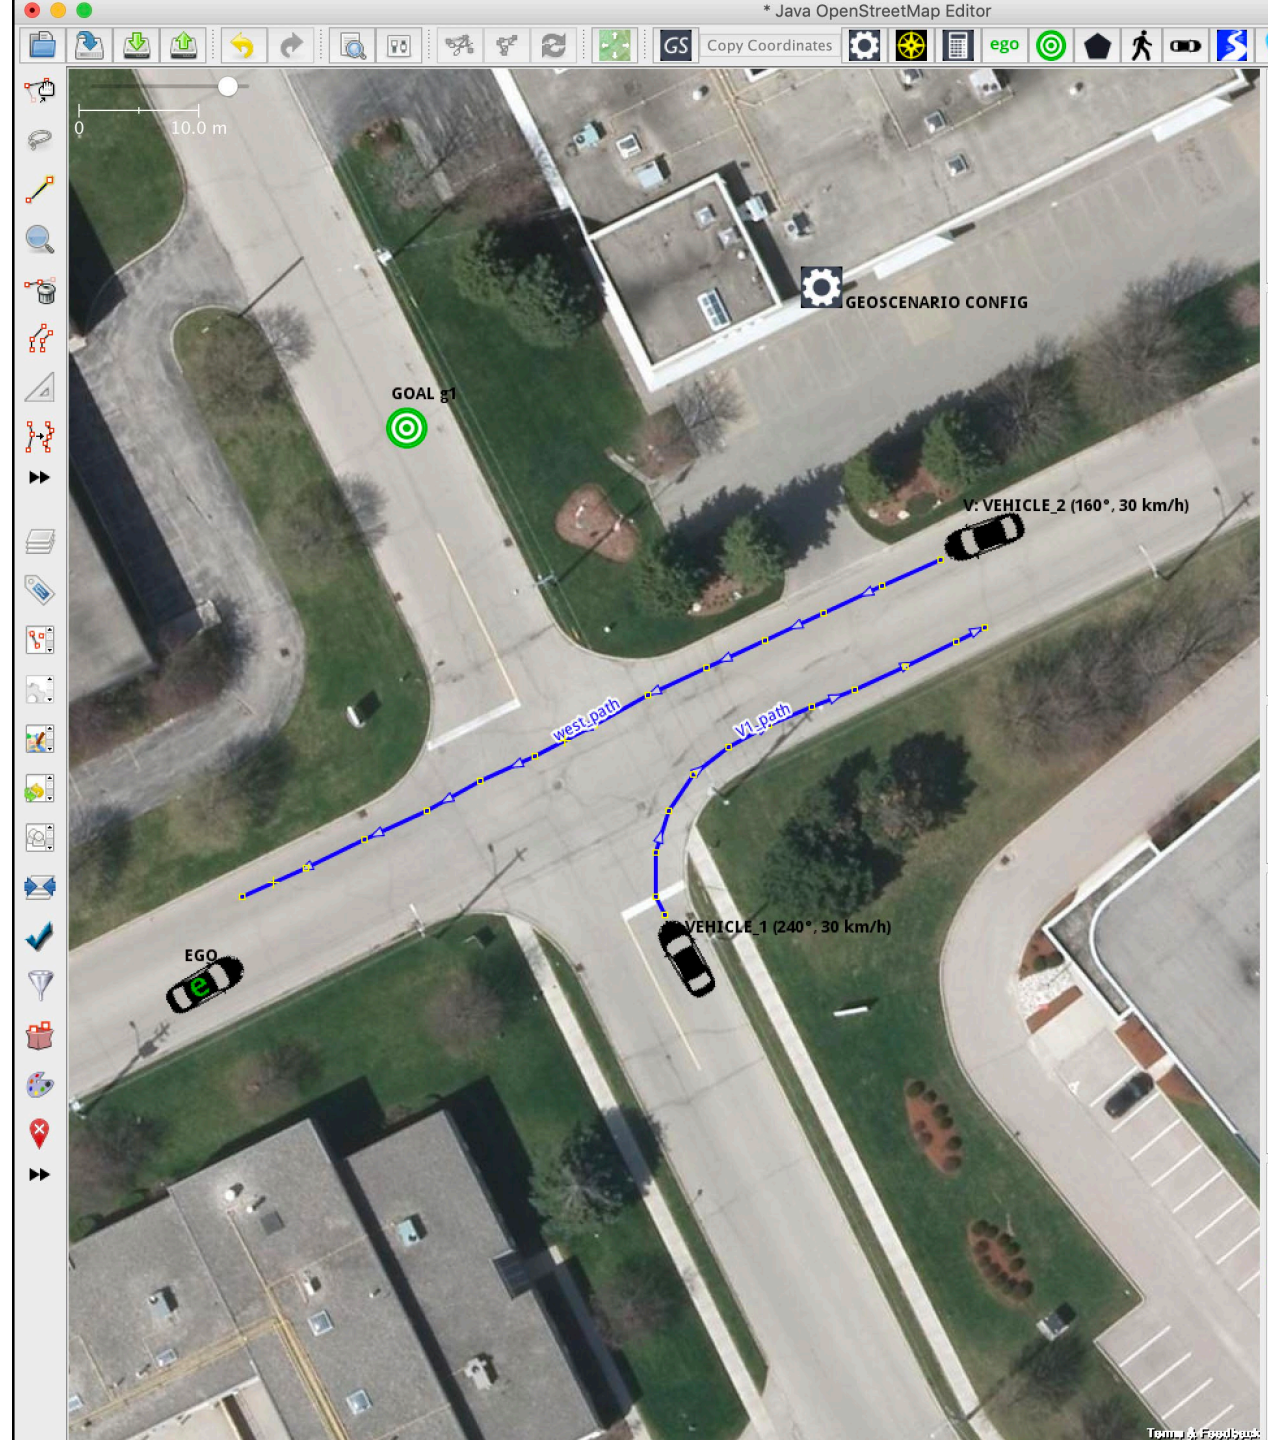 * Java OpenStreetMap Editor
GS
Copy Coordinates
ego
0
10.0 m
GEOSCENARIO CONFIG
GOAL g1
V: VEHICLE_2 (160°, 30 km/h)
west_path
V1_path
VEHICLE_1 (240°, 30 km/h)
EGO
e
Terms & Feedback